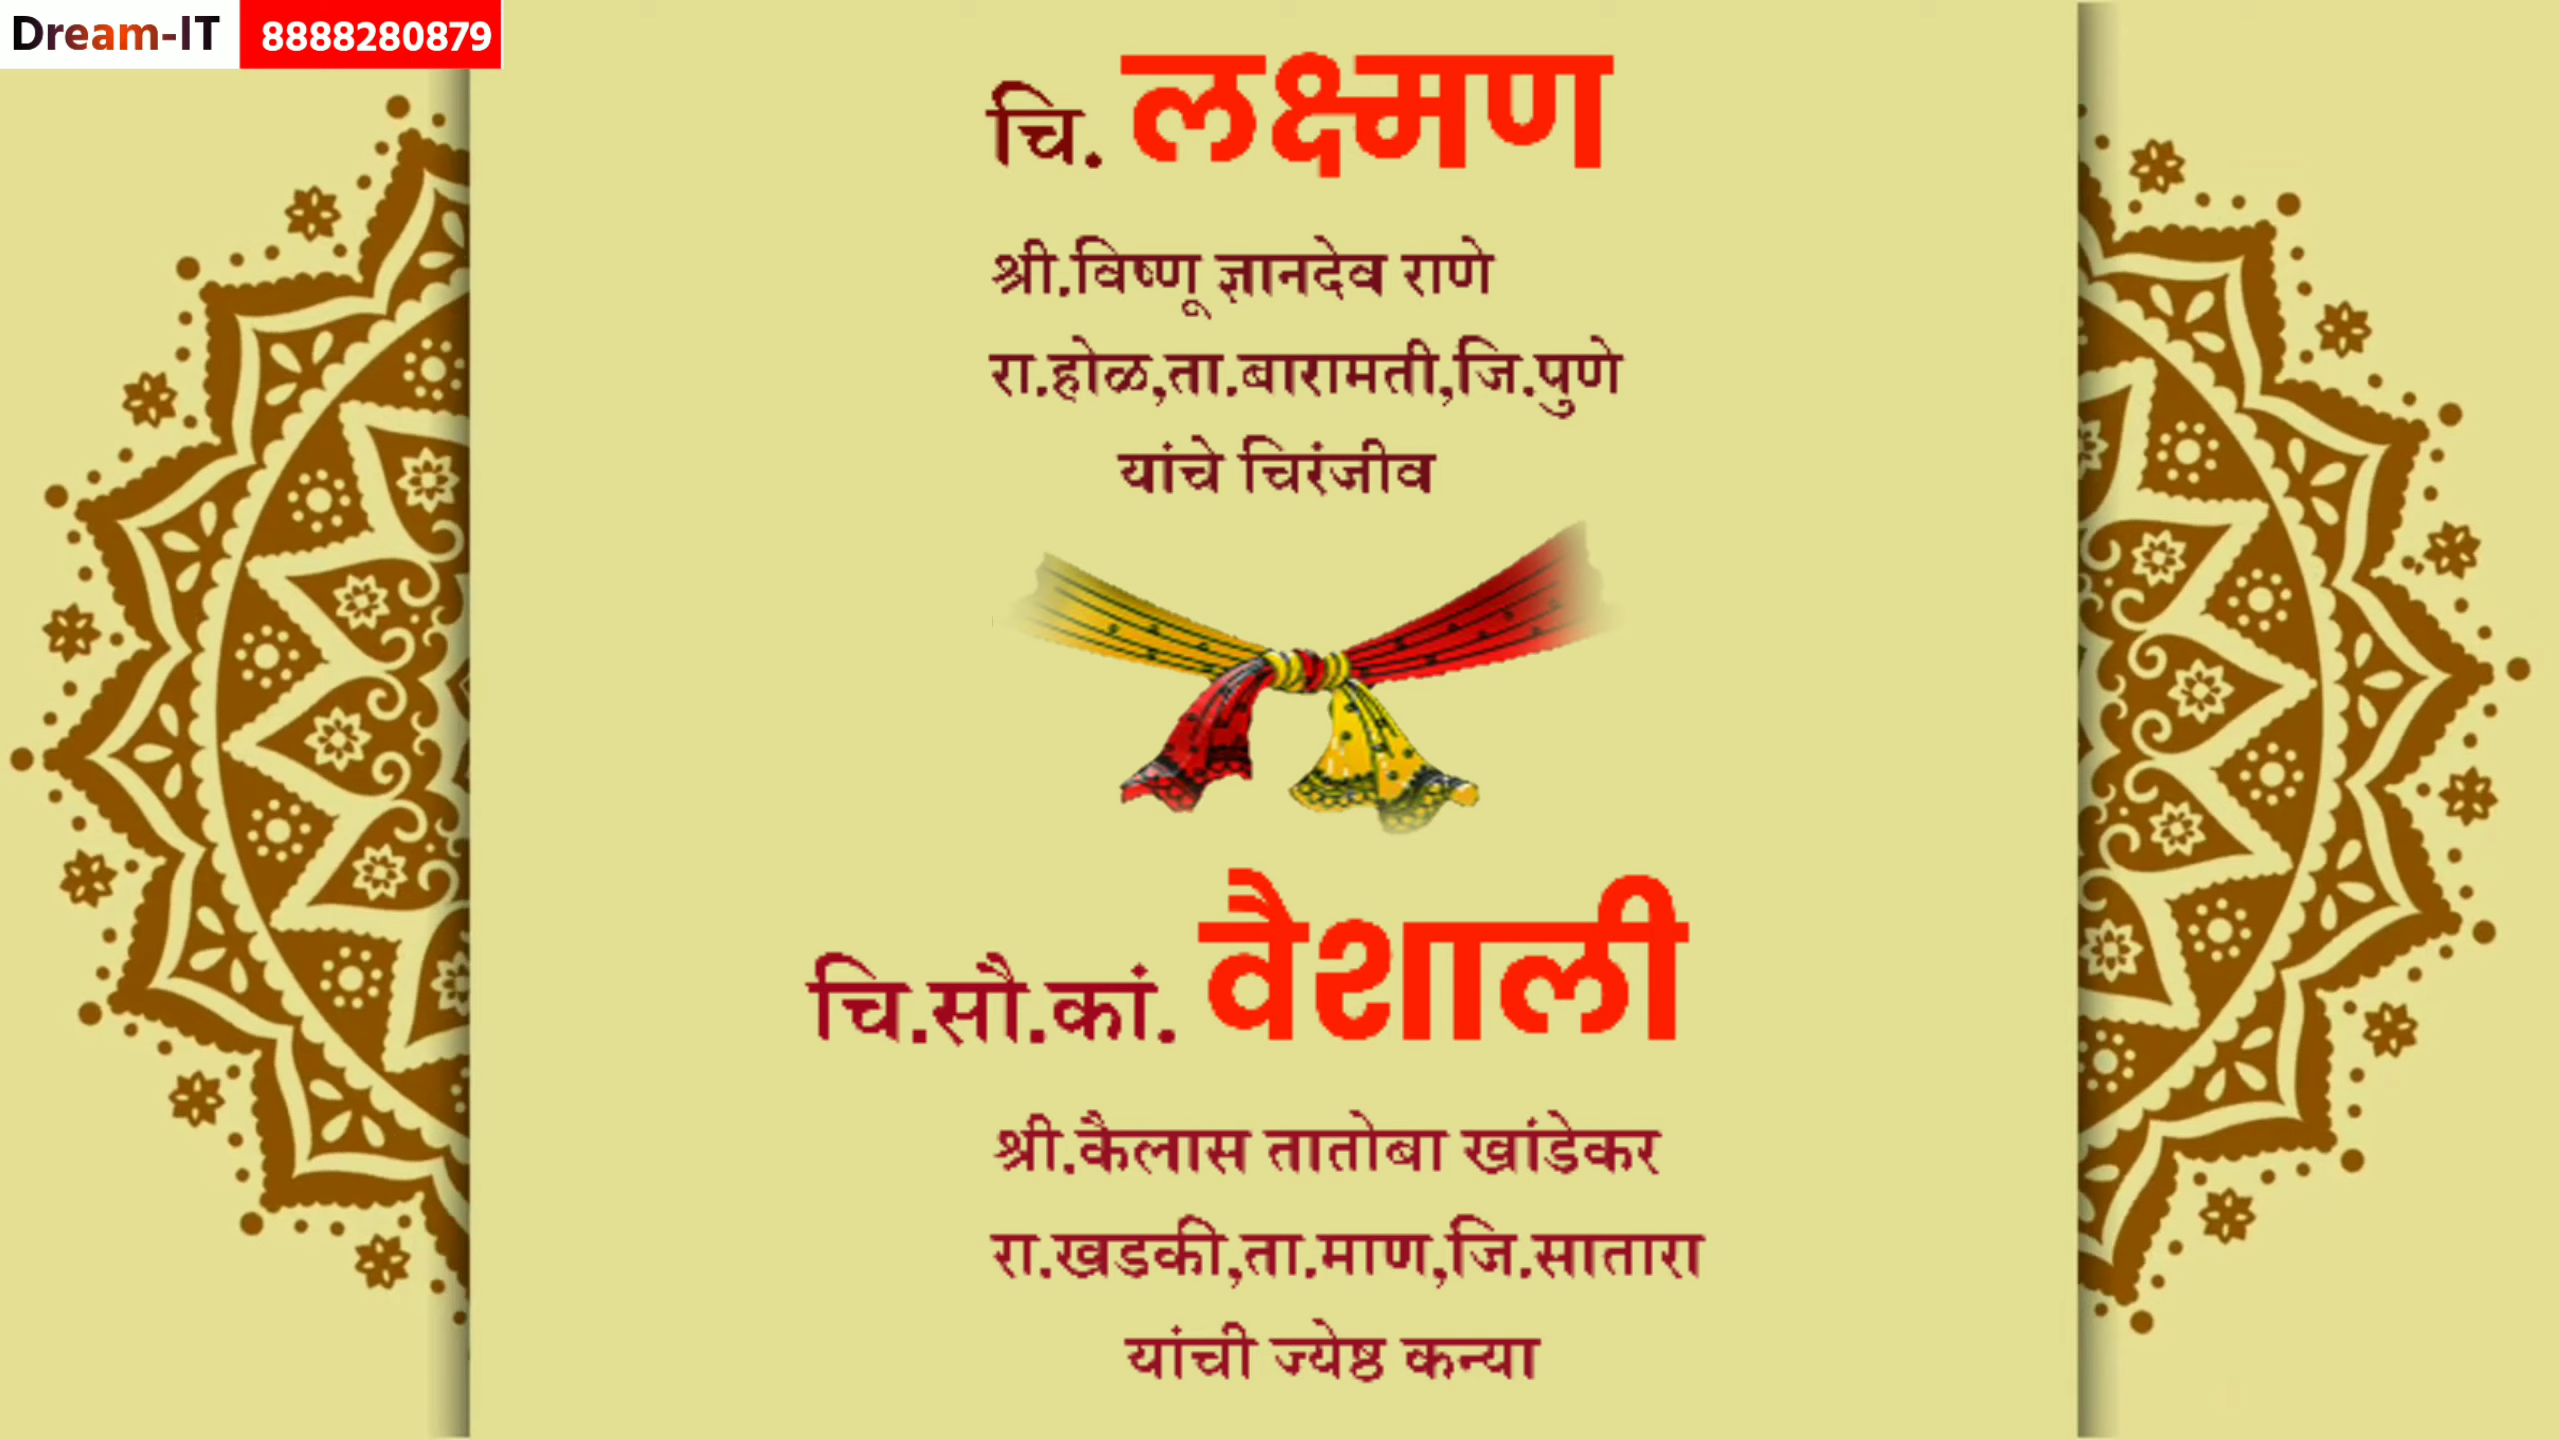 Dream-IT 8888280879
चि. लक्ष्मण
श्री.विष्णू ज्ञानदेव राणे
रा.होळ,ता.बारामती,जि.पुणे
यांचे चिरंजीव
चि.सौ.कां. वैशाली
श्री.कैलास तातोबा खांडेकर
रा.खडकी,ता.माण,जि.सातारा
यांची ज्येष्ठ कन्या